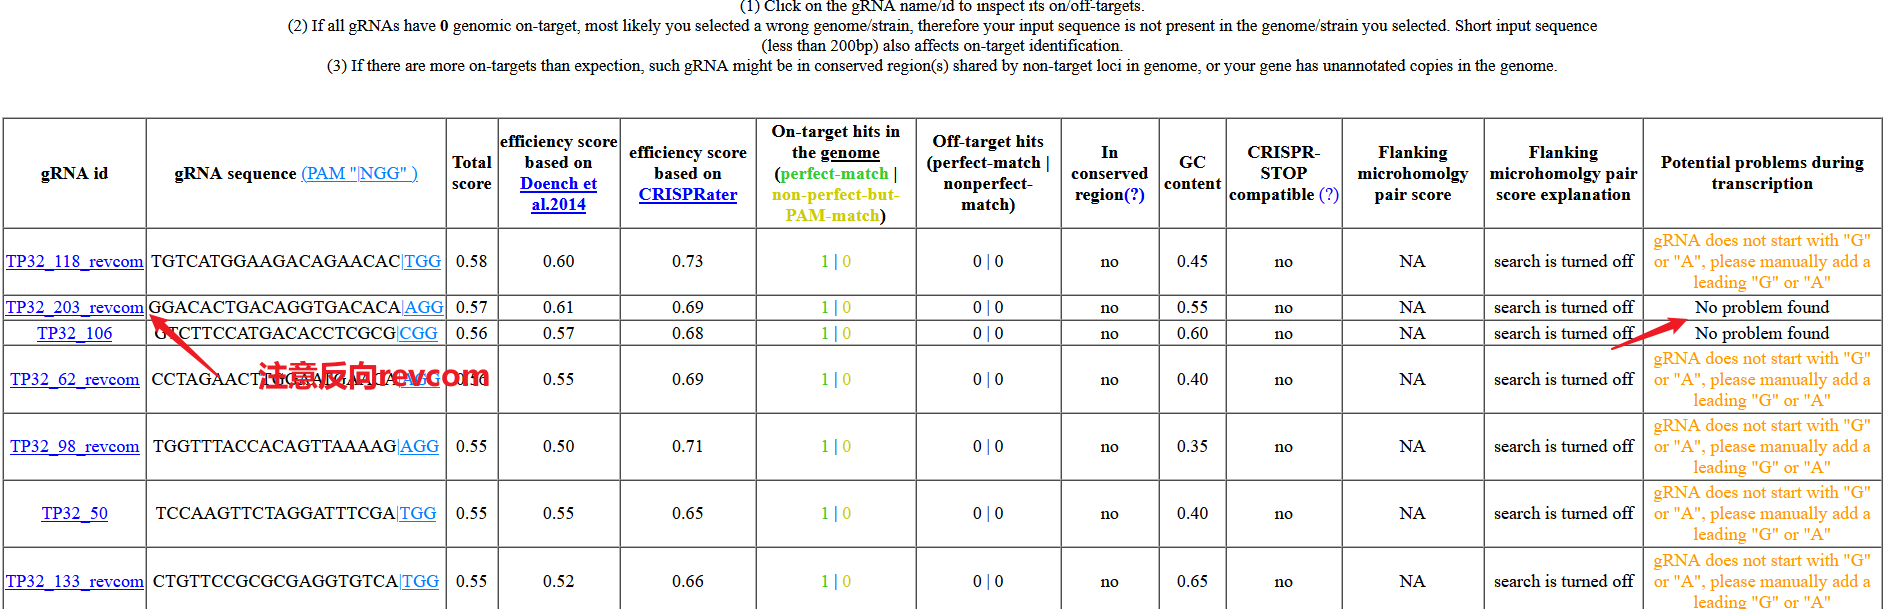 (1) Click on the gRNA name/id to inspect its on/off-targets.
(2) If all gRNAs have 0 genomic on-target, most likely you selected a wrong genome/strain, therefore your input sequence is not present in the genome/strain you selected. Short input sequence
(less than 200bp) also affects on-target identification.
(3) If there are more on-targets than expection, such gRNA might be in conserved region(s) shared by non-target loci in genome, or your gene has unannotated copies in the genome.
gRNA id
gRNA sequence (PAM "|NGG" )
Total
score
efficiency score
based on
Doench et
al.2014
efficiency score
based on
CRISPRater
On-target hits in
the genome
(perfect-match |
non-perfect-but-
PAM-match)
Off-target hits
(perfect-match |
nonperfect-
match)
In
conserved
region(?)
GC
content
CRISPR-
STOP
compatible (?)
Flanking
microhomolgy
pair score
Flanking
microhomolgy pair
score explanation
Potential problems during
transcription
TP32_118_revcom TGTCATGGAAGACAGAACAC|TGG 0.58 0.60 0.73 1 | 0 0 | 0 no 0.45 no NA search is turned off
gRNA does not start with "G"
or "A", please manually add a
leading "G" or "A"
TP32_203_revcom GGACACTGACAGGTGACACA|AGG 0.57 0.61 0.69 1 | 0 0 | 0 no 0.55 no NA search is turned off No problem found
TP32_106 GTCTTCCATGACACCTCGCG|CGG 0.56 0.57 0.68 1 | 0 0 | 0 no 0.60 no NA search is turned off No problem found
注意反向revcom
TP32_62_revcom 0.55 0.69 1 | 0 0 | 0 no 0.40 no NA search is turned off
gRNA does not start with "G"
or "A", please manually add a
leading "G" or "A"
TP32_98_revcom TGGTTTACCACAGTTAAAAG|AGG 0.55 0.50 0.71 1 | 0 0 | 0 no 0.35 no NA search is turned off
gRNA does not start with "G"
or "A", please manually add a
leading "G" or "A"
TP32_50 TCCAAGTTCTAGGATTTCGA|TGG 0.55 0.55 0.65 1 | 0 0 | 0 no 0.40 no NA search is turned off
gRNA does not start with "G"
or "A", please manually add a
leading "G" or "A"
TP32_133_revcom CTGTTCCGCGCGAGGTGTCA|TGG 0.55 0.52 0.66 1 | 0 0 | 0 no 0.65 no NA search is turned off
gRNA does not start with "G"
or "A", please manually add a
leading "G" or "A"